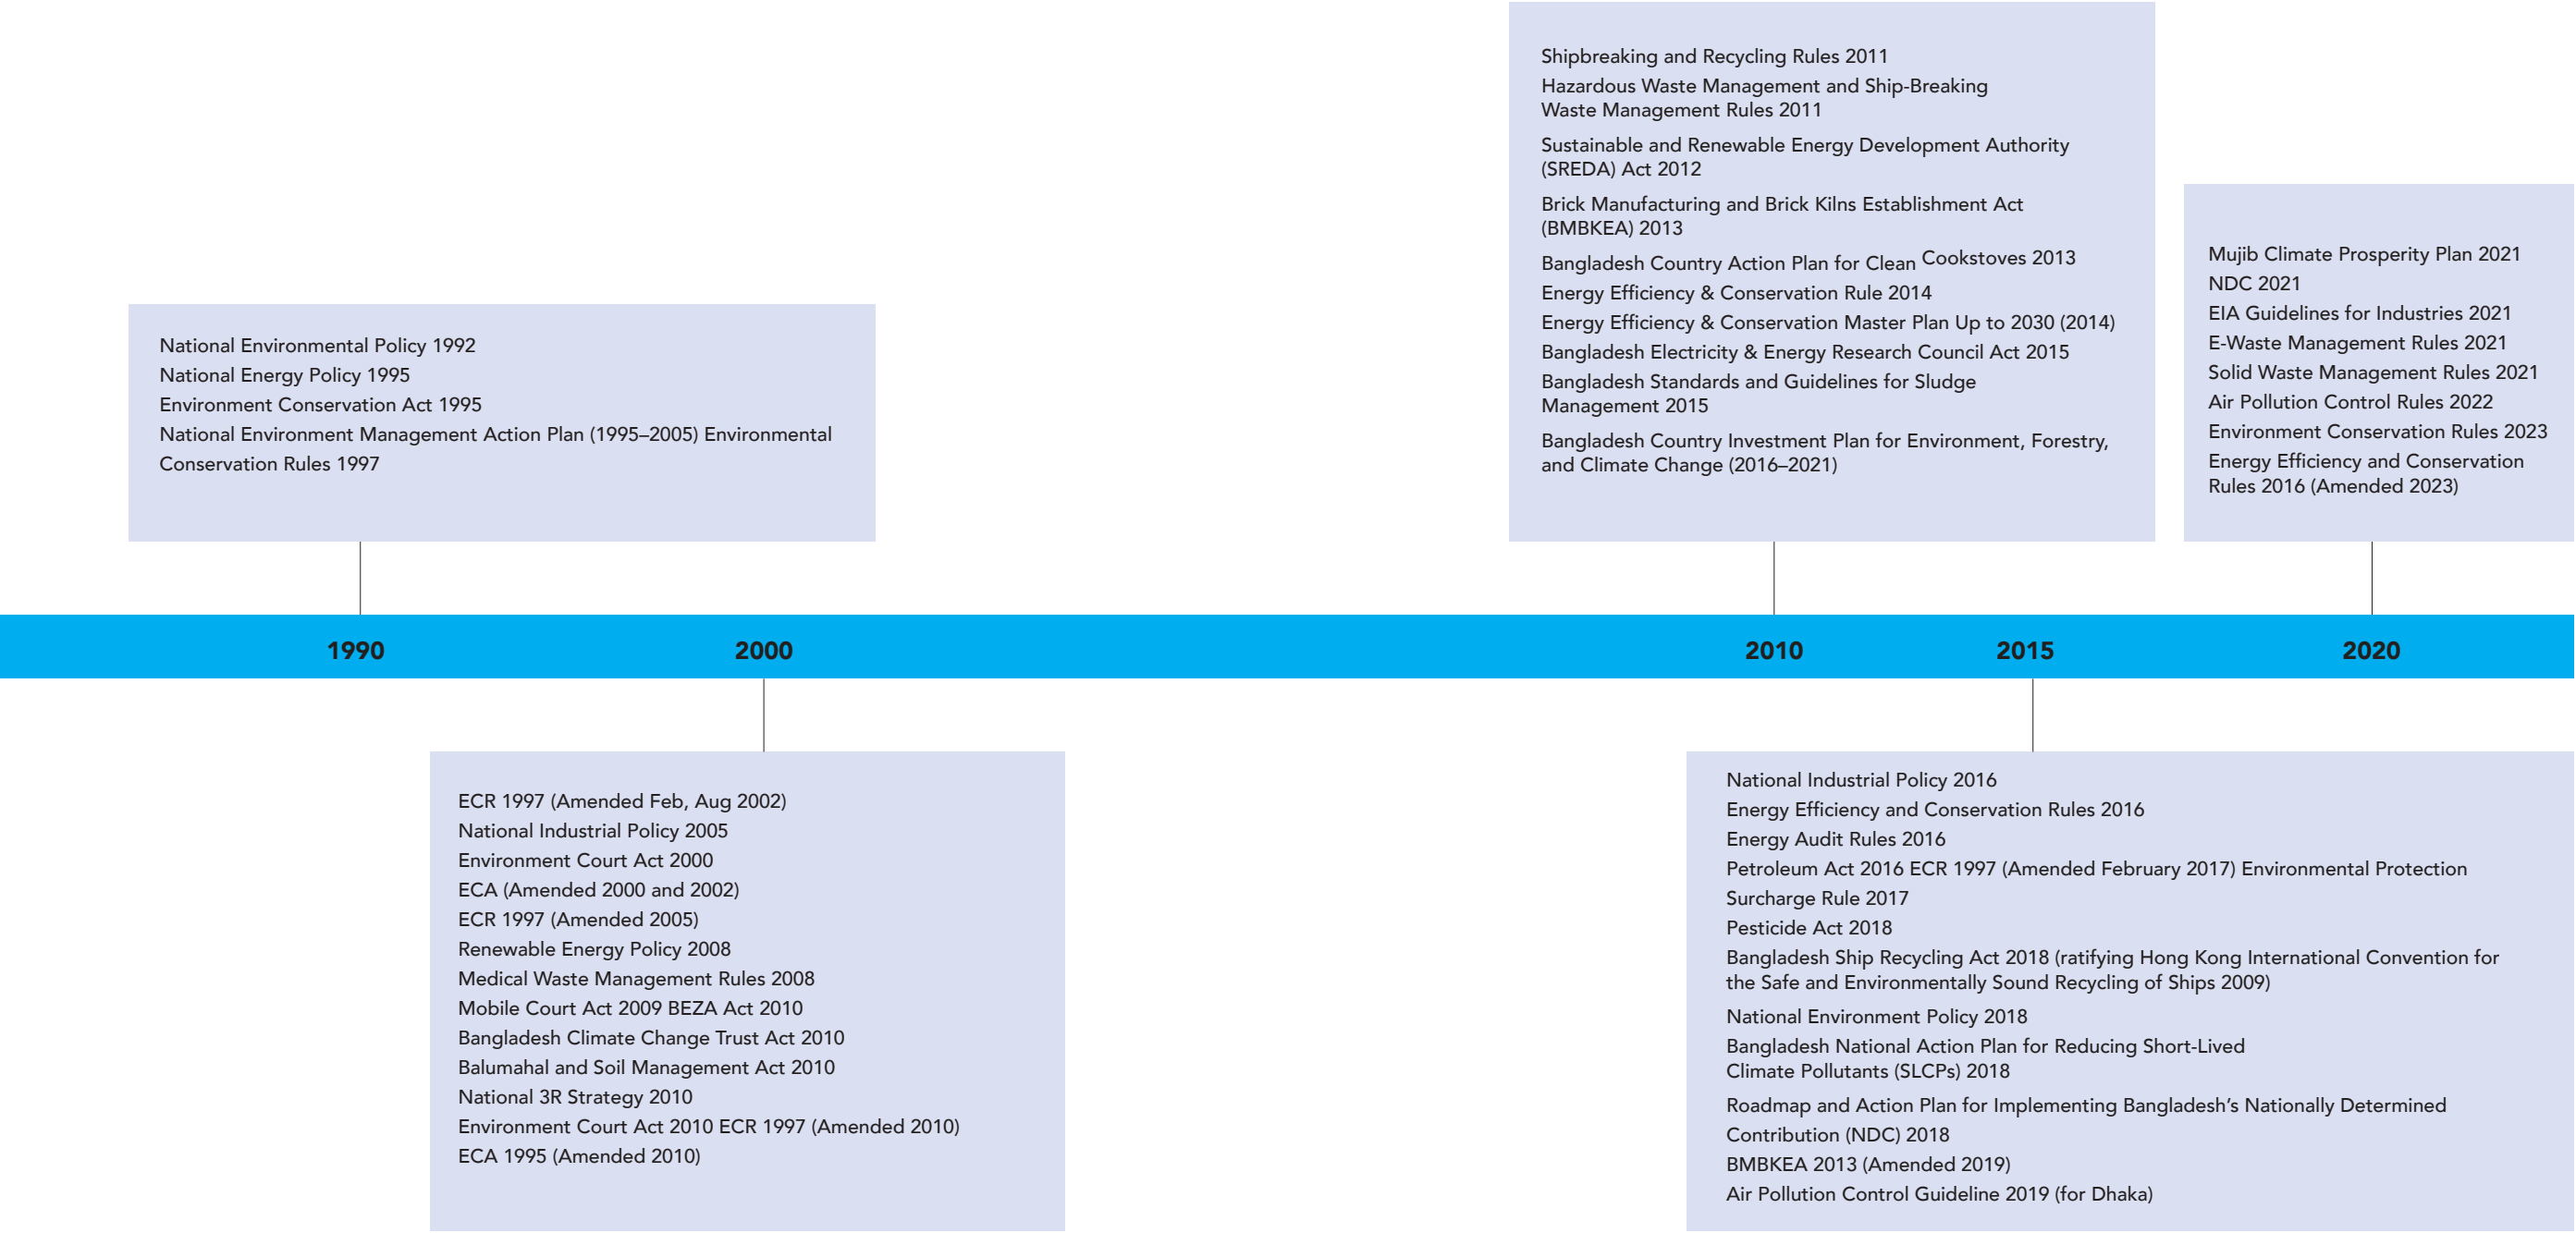 Shipbreaking and Recycling Rules 2011
Hazardous Waste Management and Ship-Breaking
Waste Management Rules 2011
Sustainable and Renewable Energy Development Authority
(SREDA) Act 2012
Brick Manufacturing and Brick Kilns Establishment Act
(BMBKEA) 2013
Bangladesh Country Action Plan for Clean Cookstoves 2013
Energy Efficiency & Conservation Rule 2014
Energy Efficiency & Conservation Master Plan Up to 2030 (2014)
Bangladesh Electricity & Energy Research Council Act 2015
Bangladesh Standards and Guidelines for Sludge
Management 2015
Bangladesh Country Investment Plan for Environment, Forestry,
and Climate Change (2016–2021)
Mujib Climate Prosperity Plan 2021
NDC 2021
EIA Guidelines for Industries 2021
E-Waste Management Rules 2021
Solid Waste Management Rules 2021
Air Pollution Control Rules 2022
Environment Conservation Rules 2023
Energy Efficiency and Conservation
Rules 2016 (Amended 2023)
National Environmental Policy 1992
National Energy Policy 1995
Environment Conservation Act 1995
National Environment Management Action Plan (1995–2005) Environmental
Conservation Rules 1997
1990
2000
2010
2015
2020
ECR 1997 (Amended Feb, Aug 2002)
National Industrial Policy 2005
Environment Court Act 2000
ECA (Amended 2000 and 2002)
ECR 1997 (Amended 2005)
Renewable Energy Policy 2008
Medical Waste Management Rules 2008
Mobile Court Act 2009 BEZA Act 2010
Bangladesh Climate Change Trust Act 2010
Balumahal and Soil Management Act 2010
National 3R Strategy 2010
Environment Court Act 2010 ECR 1997 (Amended 2010)
ECA 1995 (Amended 2010)
National Industrial Policy 2016
Energy Efficiency and Conservation Rules 2016
Energy Audit Rules 2016
Petroleum Act 2016 ECR 1997 (Amended February 2017) Environmental Protection
Surcharge Rule 2017
Pesticide Act 2018
Bangladesh Ship Recycling Act 2018 (ratifying Hong Kong International Convention for
the Safe and Environmentally Sound Recycling of Ships 2009)
National Environment Policy 2018
Bangladesh National Action Plan for Reducing Short-Lived
Climate Pollutants (SLCPs) 2018
Roadmap and Action Plan for Implementing Bangladesh’s Nationally Determined
Contribution (NDC) 2018
BMBKEA 2013 (Amended 2019)
Air Pollution Control Guideline 2019 (for Dhaka)